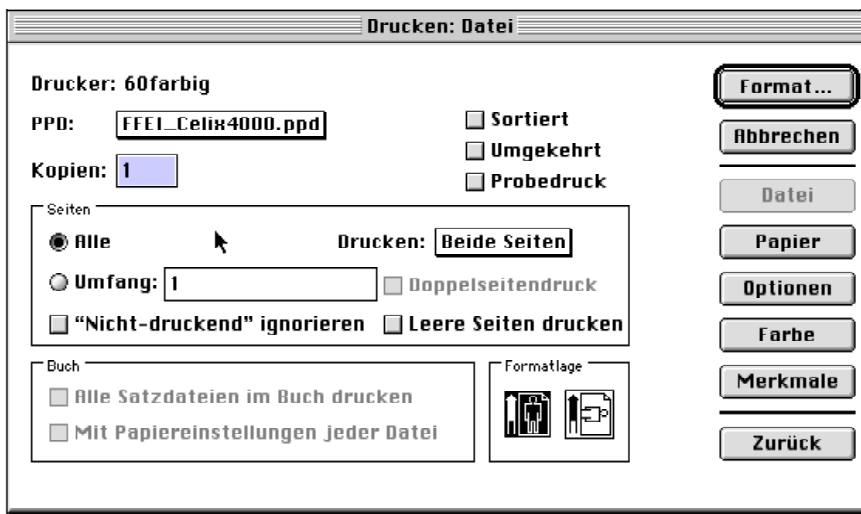 Drucken: Datei
Drucker: 60farbig
PPD: FFEI_Celix4000.ppd
Kopien: 1
Sortiert
Umgekehrt
Probedruck
Seiten
Alle
Drucken: Beide Seiten
Umfang: 1
Doppelseitendruck
“Nicht-druckend” ignorieren
Leere Seiten drucken
Buch
Alle Satzdateien im Buch drucken
Mit Papiereinstellungen jeder Datei
Formatlage
Format...
Abbrechen
Datei
Papier
Optionen
Farbe
Merkmale
Zurück